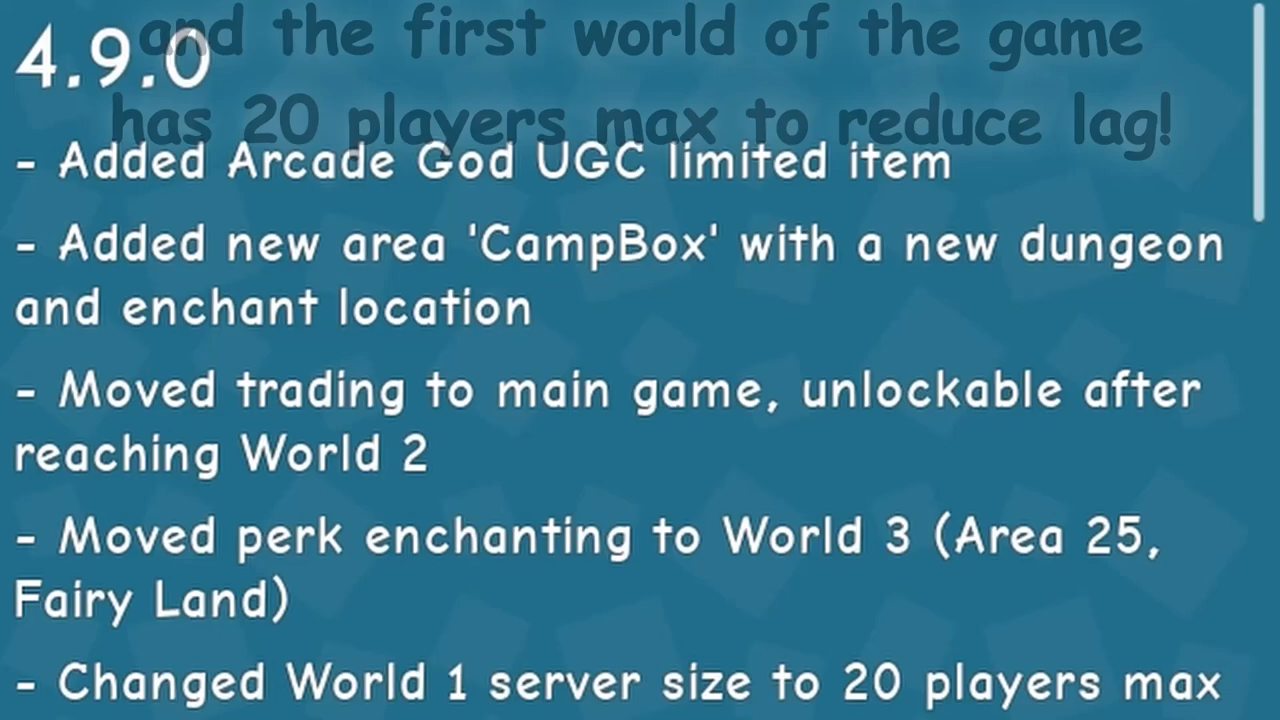 and the first world of the game
4.9.0
has 20 players max to reduce lag!
- Added Arcade God UGC limited item
- Added new area 'CampBox' with a new dungeon
and enchant location
- Moved trading to main game, unlockable after
reaching World 2
- Moved perk enchanting to World 3 (Area 25,
Fairy Land)
- Changed World 1 server size to 20 players max